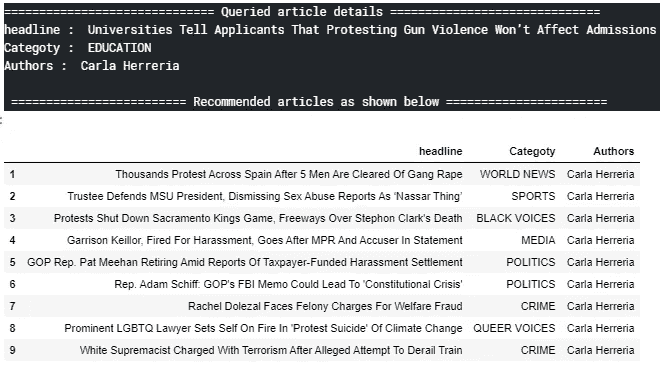 ============================== Queried article details ==============================
headline :  Universities Tell Applicants That Protesting Gun Violence Won't Affect Admissions
Categoty :  EDUCATION
Authors :  Carla Herreria
========================= Recommended articles as shown below =======================
:
headline Categoty Authors
1 Thousands Protest Across Spain After 5 Men Are Cleared Of Gang Rape WORLD NEWS Carla Herreria
2 Trustee Defends MSU President, Dismissing Sex Abuse Reports As 'Nassar Thing' SPORTS Carla Herreria
3 Protests Shut Down Sacramento Kings Game, Freeways Over Stephon Clark's Death BLACK VOICES Carla Herreria
4 Garrison Keillor, Fired For Harassment, Goes After MPR And Accuser In Statement MEDIA Carla Herreria
5 GOP Rep. Pat Meehan Retiring Amid Reports Of Taxpayer-Funded Harassment Settlement POLITICS Carla Herreria
6 Rep. Adam Schiff: GOP's FBI Memo Could Lead To 'Constitutional Crisis' POLITICS Carla Herreria
7 Rachel Dolezal Faces Felony Charges For Welfare Fraud CRIME Carla Herreria
8 Prominent LGBTQ Lawyer Sets Self On Fire In 'Protest Suicide' Of Climate Change QUEER VOICES Carla Herreria
9 White Supremacist Charged With Terrorism After Alleged Attempt To Derail Train CRIME Carla Herreria